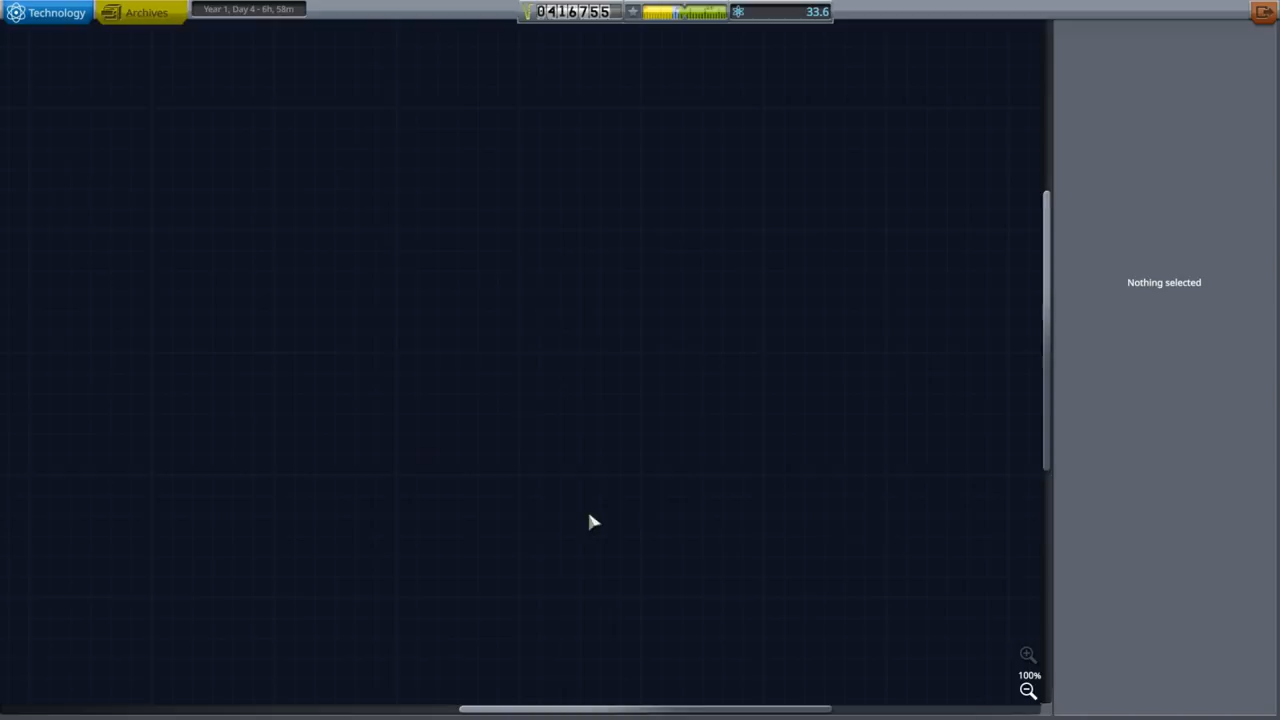 Technology
Archives
Year 1, Day 4 - 6h, 58m
0416755
33.6
Nothing selected
100%